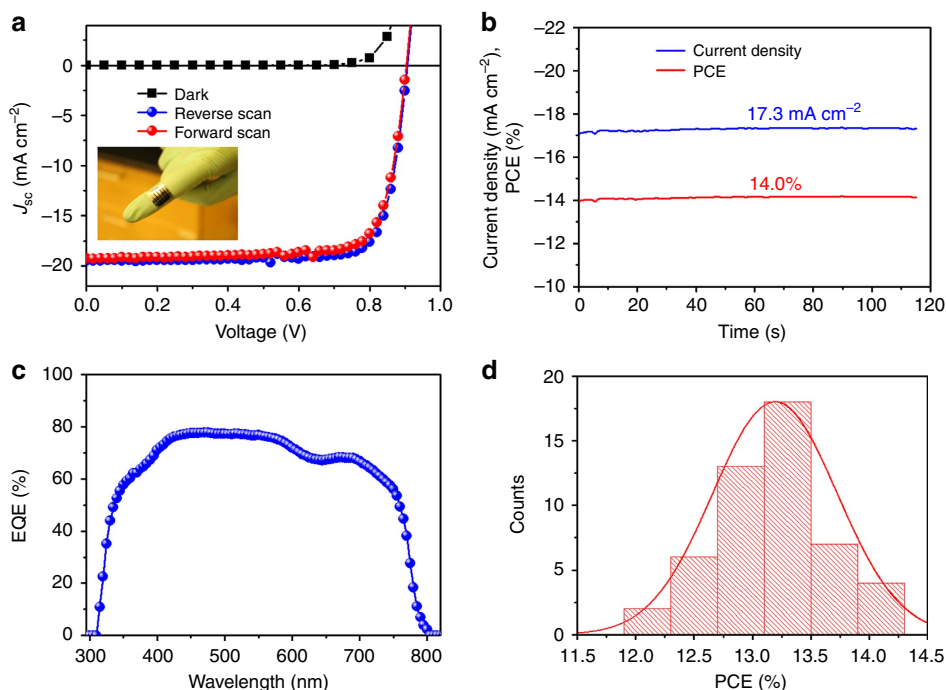 a
0
−5
−10
−15
−20
J_sc (mA cm⁻²)
Dark
Reverse scan
Forward scan
0.0 0.2 0.4 0.6 0.8 1.0
Voltage (V)
b
−22
−20
−18
−16
−14
−12
−10
Current density (mA cm⁻²),
PCE (%)
Current density
PCE
17.3 mA cm⁻²
14.0%
0 20 40 60 80 100 120
Time (s)
c
100
80
60
40
20
0
EQE (%)
300 400 500 600 700 800
Wavelength (nm)
d
20
15
10
5
0
Counts
11.5 12.0 12.5 13.0 13.5 14.0 14.5
PCE (%)